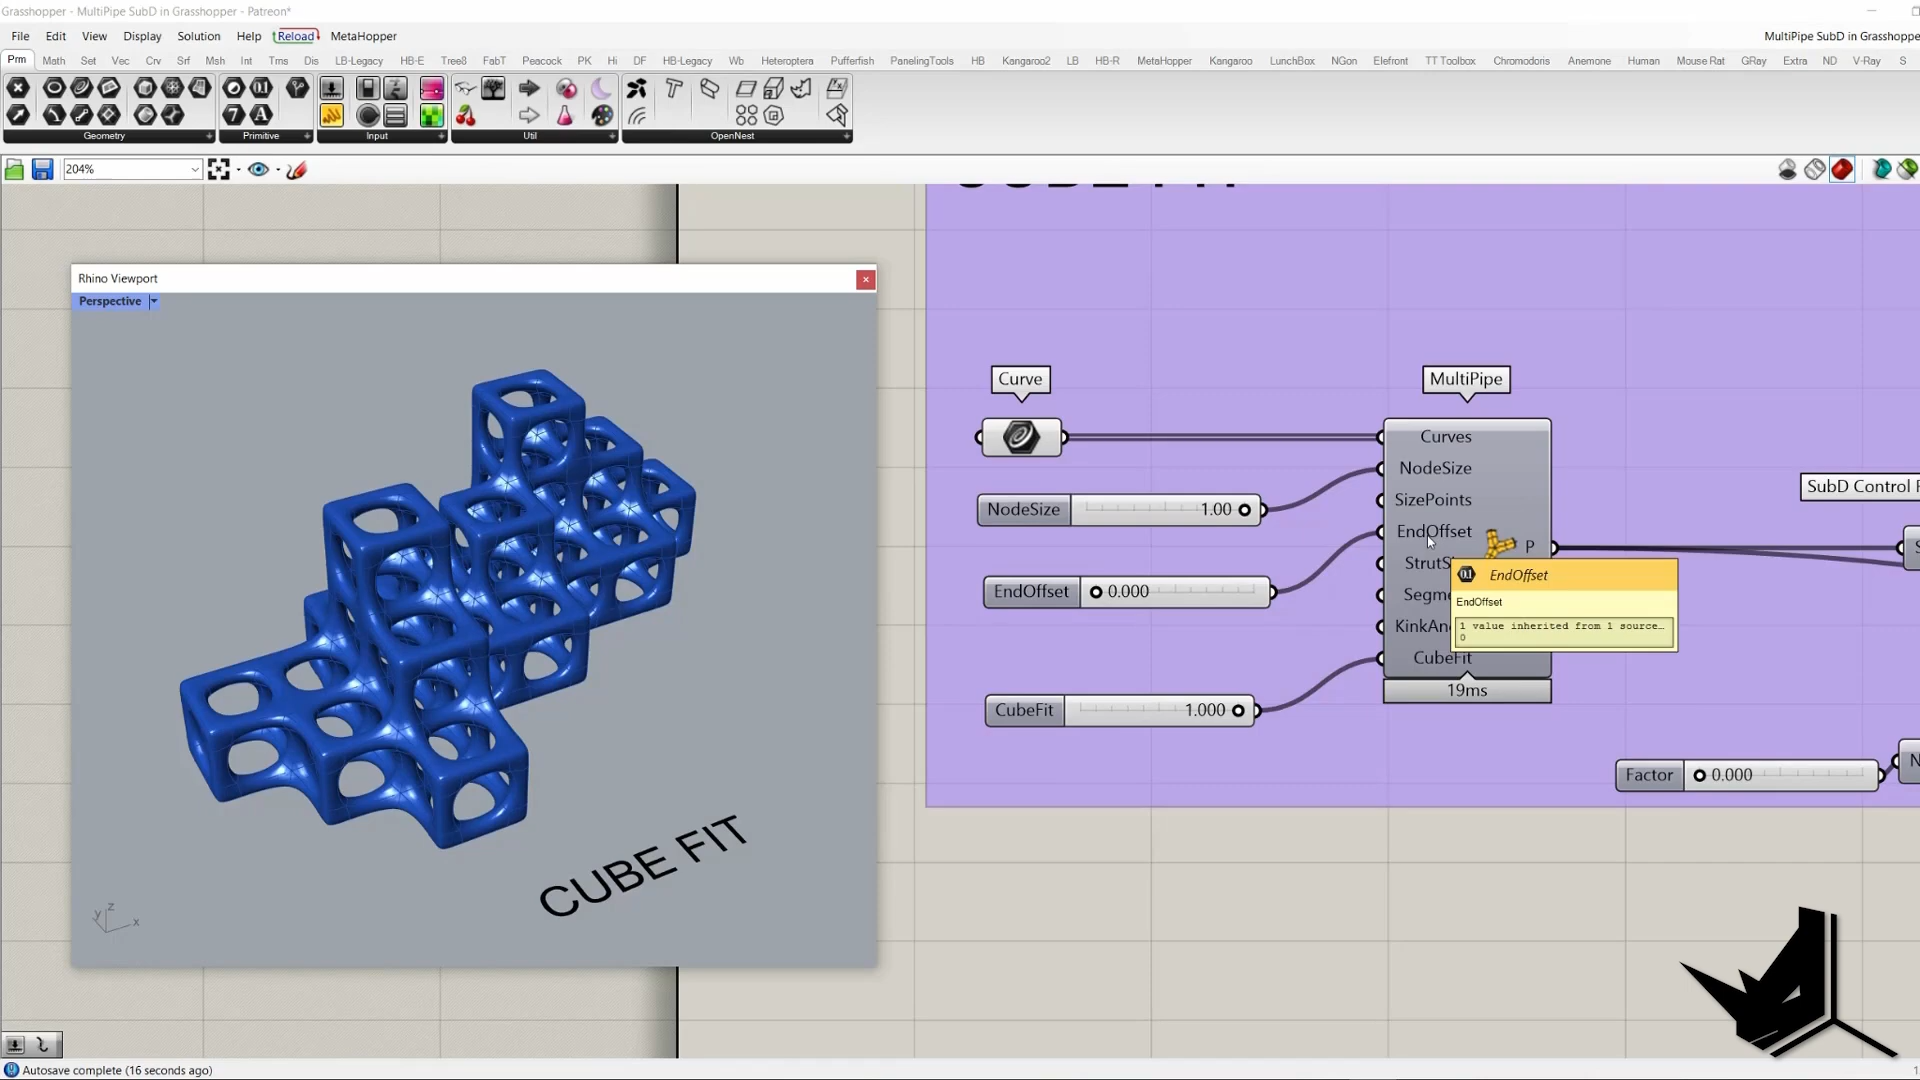 Grasshopper - MultiPipe SubD in Grasshopper - Patreon*
File Edit View Display Solution Help Reload MetaHopper
MultiPipe SubD in Grasshoppe
Prm Math Set Vec Crv Srf Msh Int Trns Dis LB-Legacy HB-E Tree8 FabT Peacock PK Hi DF HB-Legacy Wb Heteroptera Pufferfish PanelingTools HB Kangaroo2 LB HB-R MetaHopper Kangaroo LunchBox NGon Elefront TT Toolbox Chromodoris Anemone Human Mouse Rat GRay Extra ND V-Ray S
Geometry Primitive Input Util OpenNest
204%
Rhino Viewport
Perspective
CUBE FIT
z
y
x
Curve
MultiPipe
Curves
NodeSize
SizePoints
EndOffset
StrutSi
Segme
KinkAn
CubeFit
P
19ms
NodeSize 1.00
EndOffset 0.000
CubeFit 1.000
EndOffset
EndOffset
1 value inherited from 1 source…
0
SubD Control
Factor 0.000
Autosave complete (16 seconds ago)